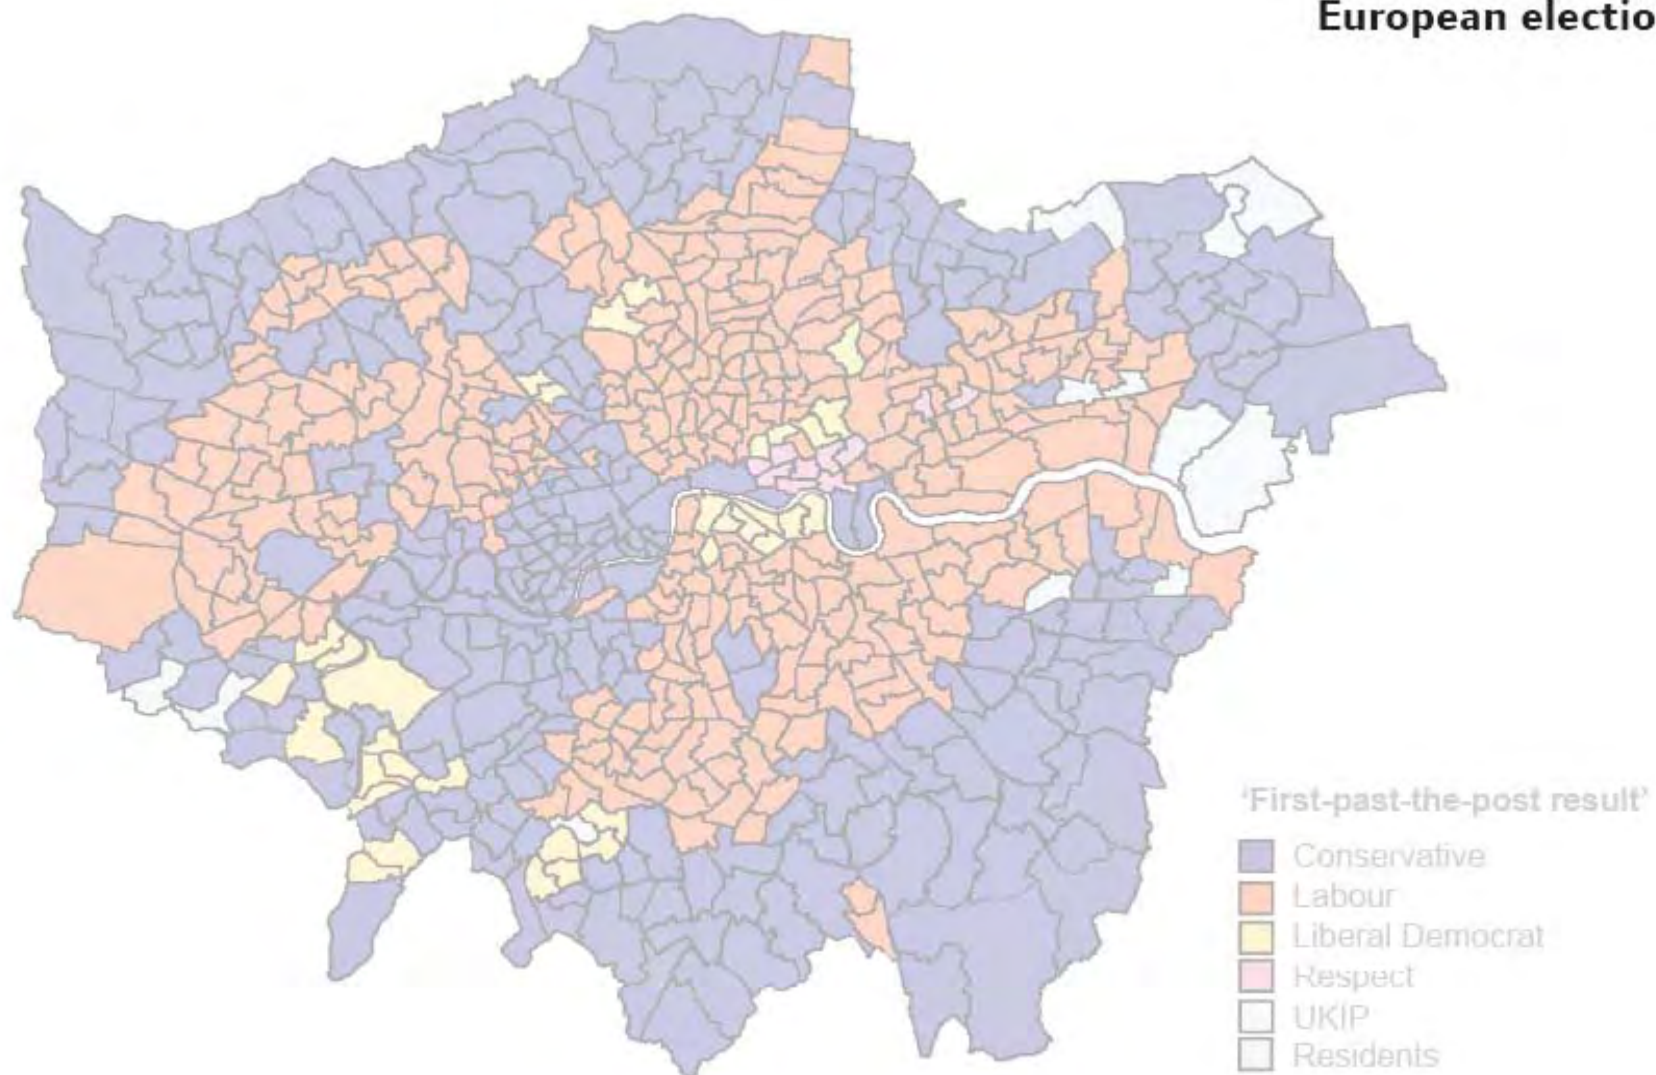 European electio
‘First-past-the-post result’
Conservative
Labour
Liberal Democrat
Respect
UKIP
Residents